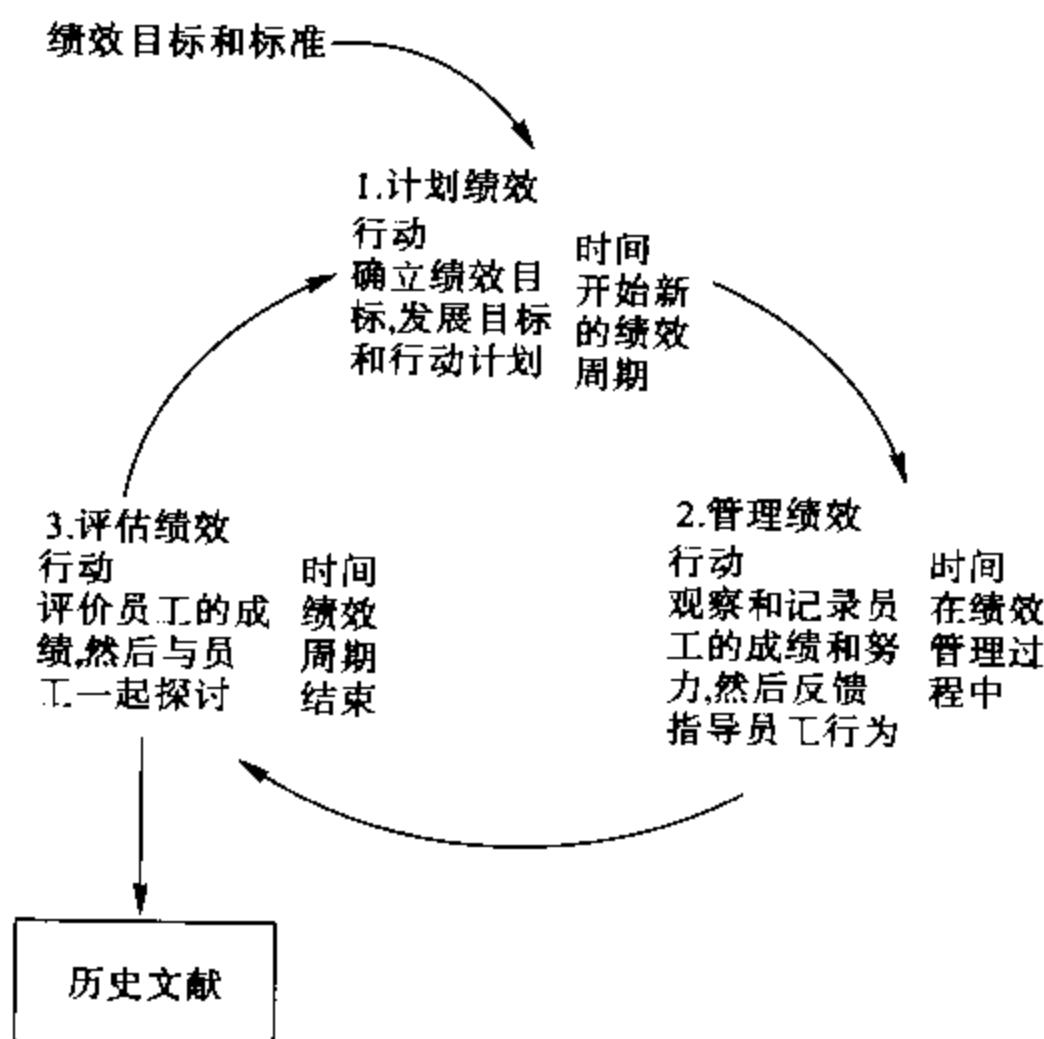 绩效目标和标准
1.计划绩效
行动
确立绩效目
标,发展目标
和行动计划
时间
开始新
的绩效
周期
2.管理绩效
行动
观察和记录员
工的成绩和努
力,然后反馈
指导员工行为
时间
在绩效
管理过
程中
3.评估绩效
行动
评价员工的成
绩,然后与员
工一起探讨
时间
绩效
周期
结束
历史文献